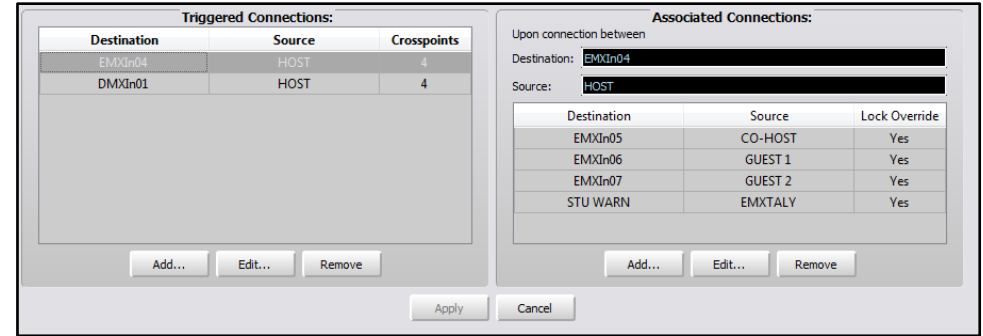 Triggered Connections:
Destination Source Crosspoints
EMXIn04 HOST 4
DMXIn01 HOST 4
Add... Edit... Remove
Associated Connections:
Upon connection between
Destination: EMXIn04
Source: HOST
Destination Source Lock Override
EMXIn05 CO-HOST Yes
EMXIn06 GUEST 1 Yes
EMXIn07 GUEST 2 Yes
STU WARN EMXTALY Yes
Add... Edit... Remove
Apply Cancel